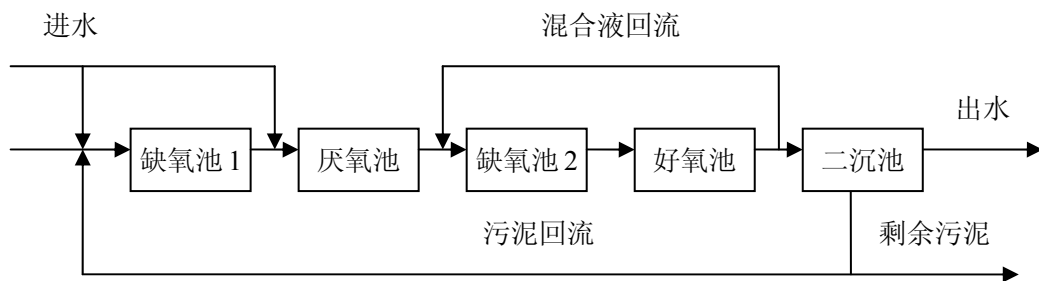 进水
混合液回流
出水
缺氧池 1
厌氧池
缺氧池 2
好氧池
二沉池
污泥回流
剩余污泥